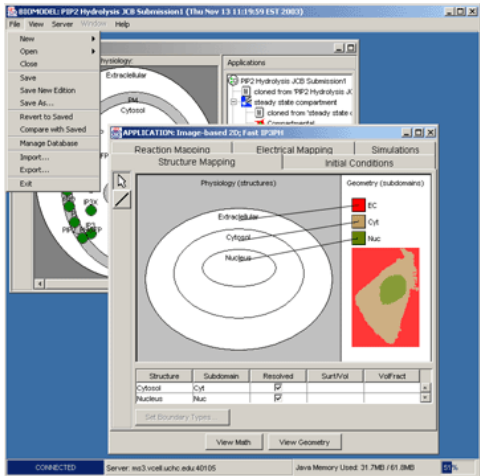 BIOMODEL: PIP2 Hydrolysis JCB Submission1 (Thu Nov 13 11:19:59 EST 2003)
File View Server Window Help
New
Open
Close
Save
Save New Edition
Save As...
Revert to Saved
Compare with Saved
Manage Database
Import...
Export...
Exit
Physiology:
Extracellular
PM
Cytosol
IP3X
Applications
PIP2 Hydrolysis JCB Submission1
cloned from 'PIP2 Hydrolysis JC
steady state compartment
cloned from 'steady state c
Compartmental
APPLICATION: Image-based 2D; Fast IP3PH
Reaction Mapping Electrical Mapping Simulations
Structure Mapping Initial Conditions
Physiology (structures)
Geometry (subdomains)
Extracellular
Cytosol
Nucleus
EC
Cyt
Nuc
Structure Subdomain Resolved Surf/Vol VolFract
Cytosol Cyt
Nucleus Nuc
Set Boundary Types...
View Math View Geometry
CONNECTED Server: ms3.vcell.uchc.edu:40105 Java Memory Used: 31.7MB / 61.8MB 51%